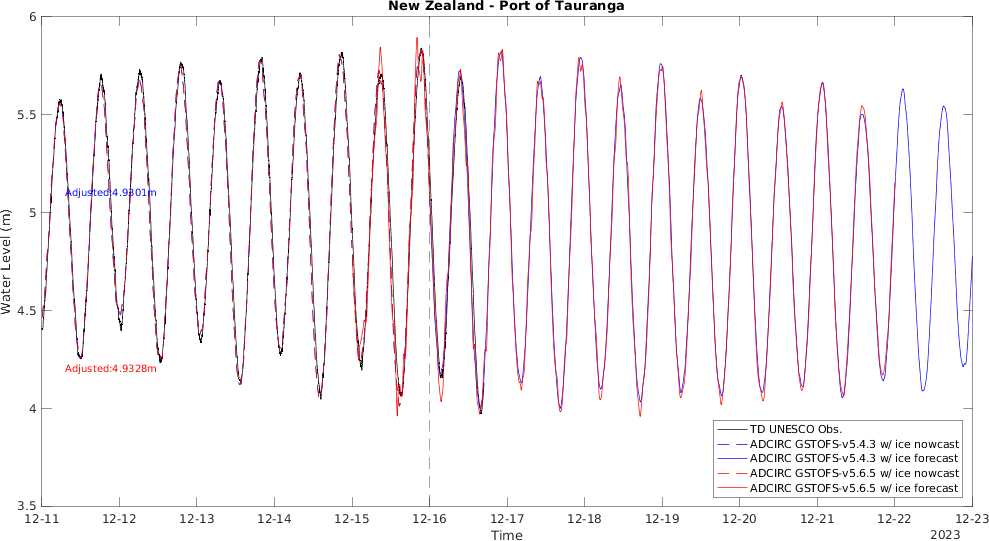 New Zealand - Port of Tauranga
Water Level (m)
6
5.5
5
4.5
4
3.5
Adjusted:4.9301m
Adjusted:4.9328m
TD UNESCO Obs.
ADCIRC GSTOFS-v5.4.3 w/ ice nowcast
ADCIRC GSTOFS-v5.4.3 w/ ice forecast
ADCIRC GSTOFS-v5.6.5 w/ ice nowcast
ADCIRC GSTOFS-v5.6.5 w/ ice forecast
12-11 12-12 12-13 12-14 12-15 12-16 12-17 12-18 12-19 12-20 12-21 12-22 12-23
Time
2023